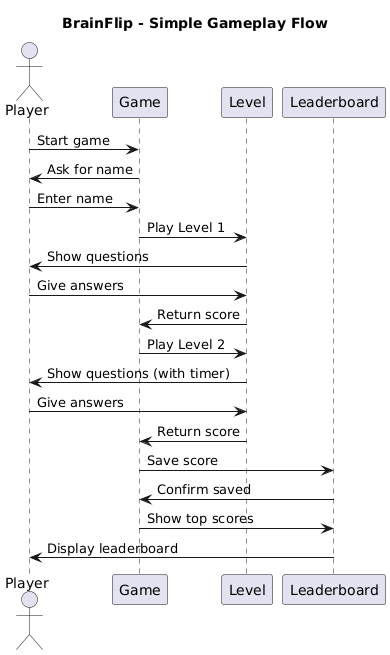 BrainFlip - Simple Gameplay Flow
Player
Game
Level
Leaderboard
Start game
Ask for name
Enter name
Play Level 1
Show questions
Give answers
Return score
Play Level 2
Show questions (with timer)
Give answers
Return score
Save score
Confirm saved
Show top scores
Display leaderboard
Player
Game
Level
Leaderboard